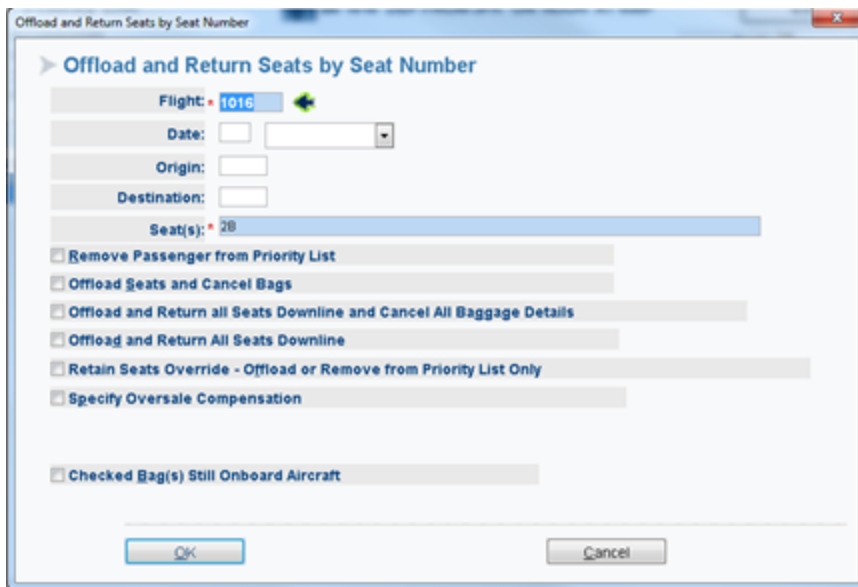 Offload and Return Seats by Seat Number
Offload and Return Seats by Seat Number
Flight: * 1016
Date:
Origin:
Destination:
Seat(s): * 2B
Remove Passenger from Priority List
Offload Seats and Cancel Bags
Offload and Return all Seats Downline and Cancel All Baggage Details
Offload and Return All Seats Downline
Retain Seats Override - Offload or Remove from Priority List Only
Specify Oversale Compensation
Checked Bag(s) Still Onboard Aircraft
OK Cancel